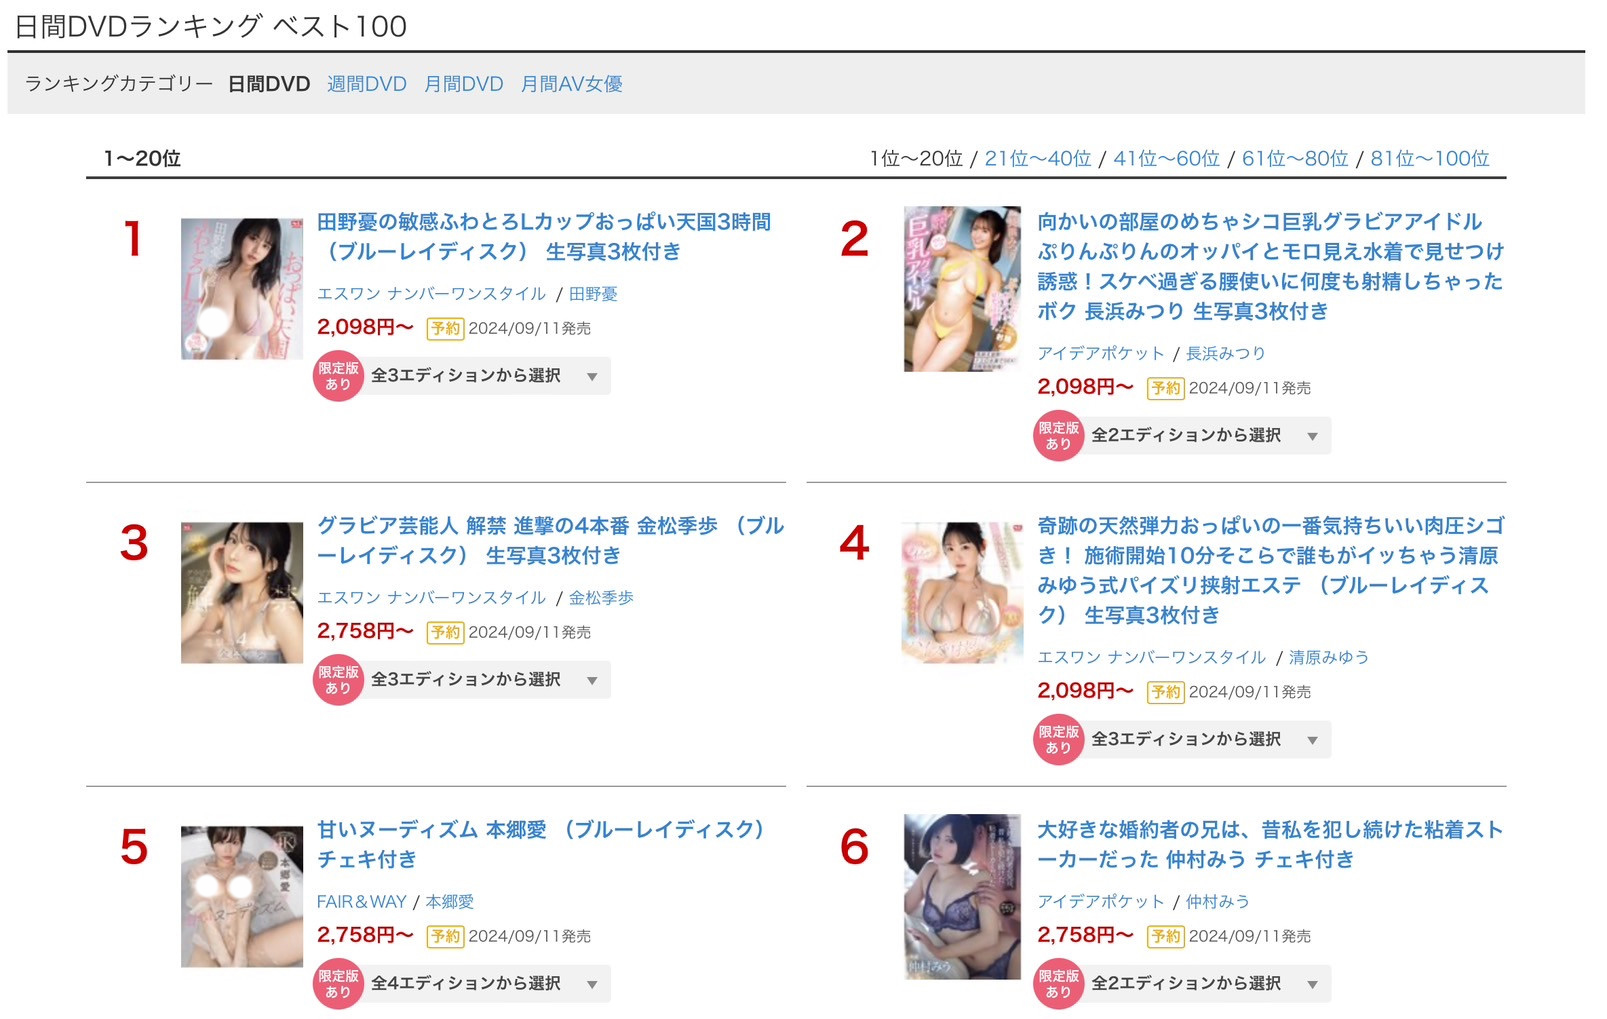 日間DVDランキング ベスト100
ランキングカテゴリー 日間DVD 週間DVD 月間DVD 月間AV女優
1〜20位
1位〜20位 / 21位〜40位 / 41位〜60位 / 61位〜80位 / 81位〜100位
1
田野憂の敏感ふわとろLカップおっぱい天国3時間
（ブルーレイディスク） 生写真3枚付き
エスワン ナンバーワンスタイル / 田野憂
2,098円〜 予約 2024/09/11発売
限定版
あり
全3エディションから選択 ▼
2
向かいの部屋のめちゃシコ巨乳グラビアアイドル
ぷりんぷりんのオッパイとモロ見え水着で見せつけ
誘惑！スケベ過ぎる腰使いに何度も射精しちゃった
ボク 長浜みつり 生写真3枚付き
アイデアポケット / 長浜みつり
2,098円〜 予約 2024/09/11発売
限定版
あり
全2エディションから選択 ▼
3
グラビア芸能人 解禁 進撃の4本番 金松季歩 （ブル
ーレイディスク） 生写真3枚付き
エスワン ナンバーワンスタイル / 金松季歩
2,758円〜 予約 2024/09/11発売
限定版
あり
全3エディションから選択 ▼
4
奇跡の天然弾力おっぱいの一番気持ちいい肉圧シゴ
き！ 施術開始10分そこらで誰もがイッちゃう清原
みゆう式パイズリ挟射エステ （ブルーレイディス
ク） 生写真3枚付き
エスワン ナンバーワンスタイル / 清原みゆう
2,098円〜 予約 2024/09/11発売
限定版
あり
全3エディションから選択 ▼
5
甘いヌーディズム 本郷愛 （ブルーレイディスク）
チェキ付き
FAIR＆WAY / 本郷愛
2,758円〜 予約 2024/09/11発売
限定版
あり
全4エディションから選択 ▼
6
大好きな婚約者の兄は、昔私を犯し続けた粘着スト
ーカーだった 仲村みう チェキ付き
アイデアポケット / 仲村みう
2,758円〜 予約 2024/09/11発売
限定版
あり
全2エディションから選択 ▼